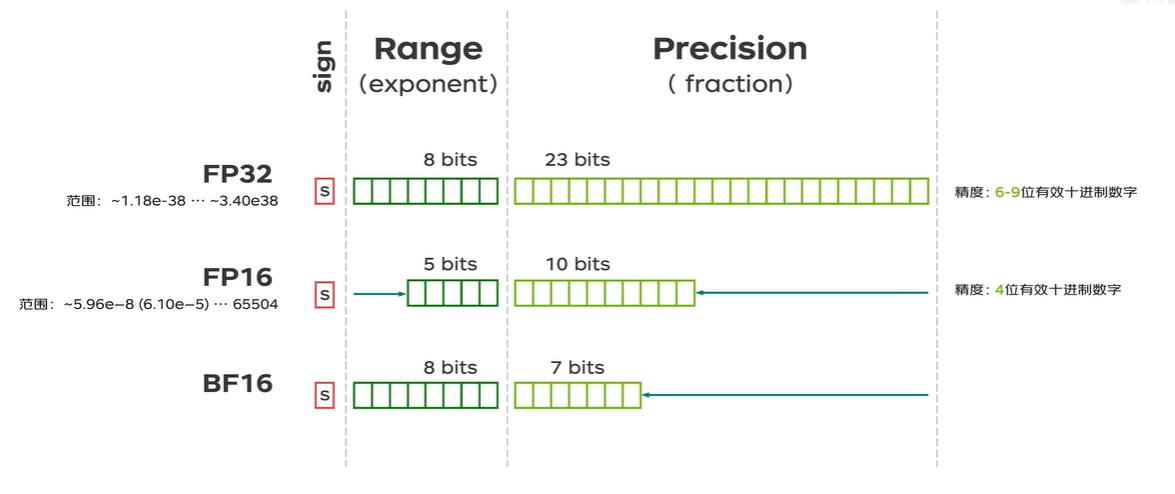 sign
Range
(exponent)
Precision
( fraction)
8 bits
23 bits
FP32
范围：~1.18e-38 ⋯ ~3.40e38
s
精度：6-9位有效十进制数字
5 bits
10 bits
FP16
范围：~5.96e−8 (6.10e−5) ⋯ 65504
s
精度：4位有效十进制数字
8 bits
7 bits
BF16
s